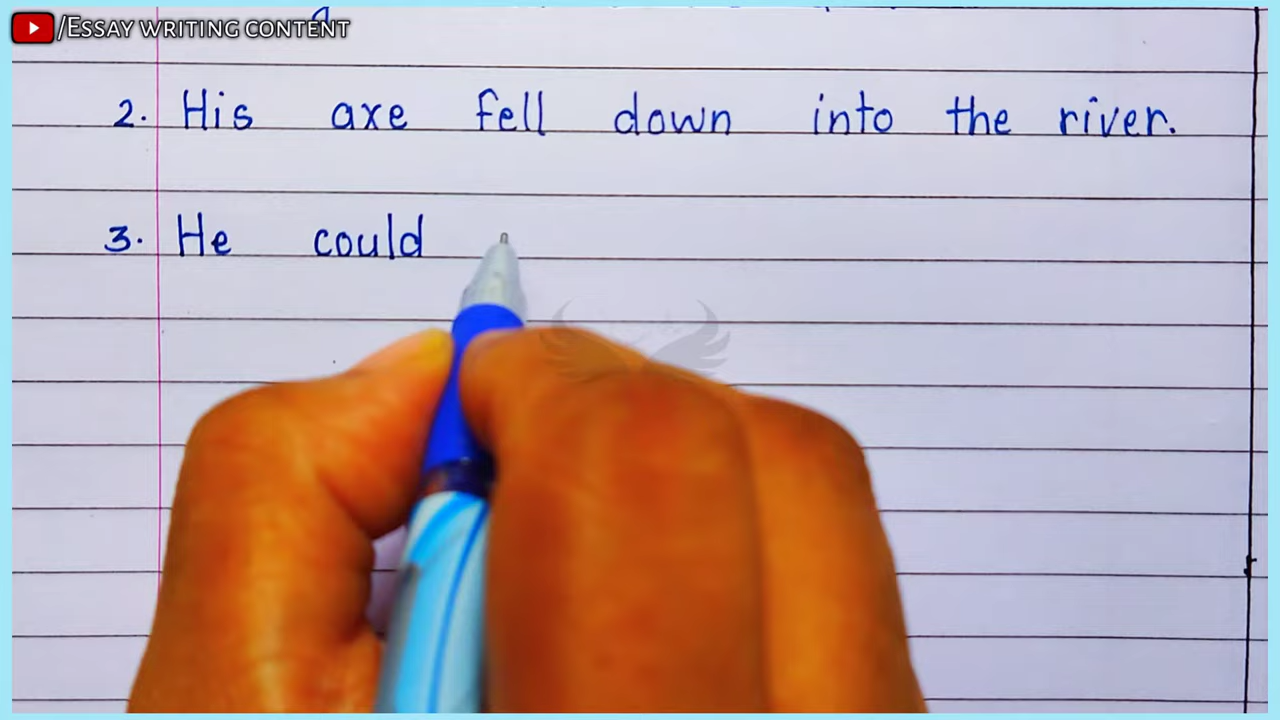 /ESSAY WRITING CONTENT
2. His axe fell down into the river.
3. He could